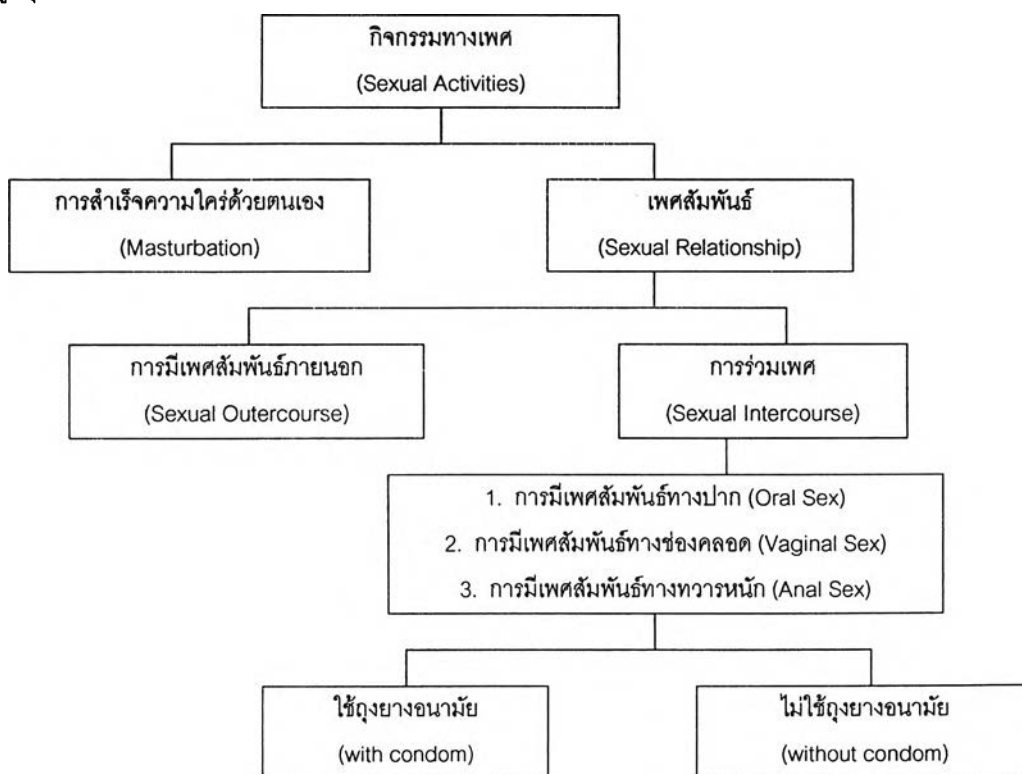 กิจกรรมทางเพศ
(Sexual Activities)
การสำเร็จความใคร่ด้วยตนเอง
(Masturbation)
เพศสัมพันธ์
(Sexual Relationship)
การมีเพศสัมพันธ์ภายนอก
(Sexual Outercourse)
การร่วมเพศ
(Sexual Intercourse)
1. การมีเพศสัมพันธ์ทางปาก (Oral Sex)
2. การมีเพศสัมพันธ์ทางช่องคลอด (Vaginal Sex)
3. การมีเพศสัมพันธ์ทางทวารหนัก (Anal Sex)
ใช้ถุงยางอนามัย
(with condom)
ไม่ใช้ถุงยางอนามัย
(without condom)